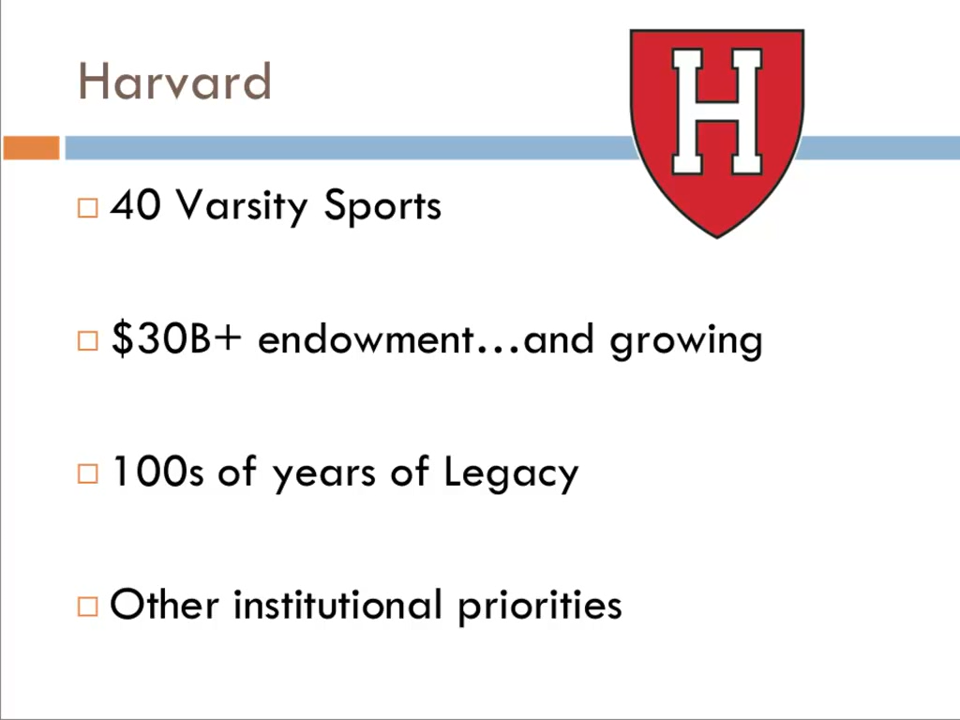 Harvard
H
40 Varsity Sports
$30B+ endowment...and growing
100s of years of Legacy
Other institutional priorities